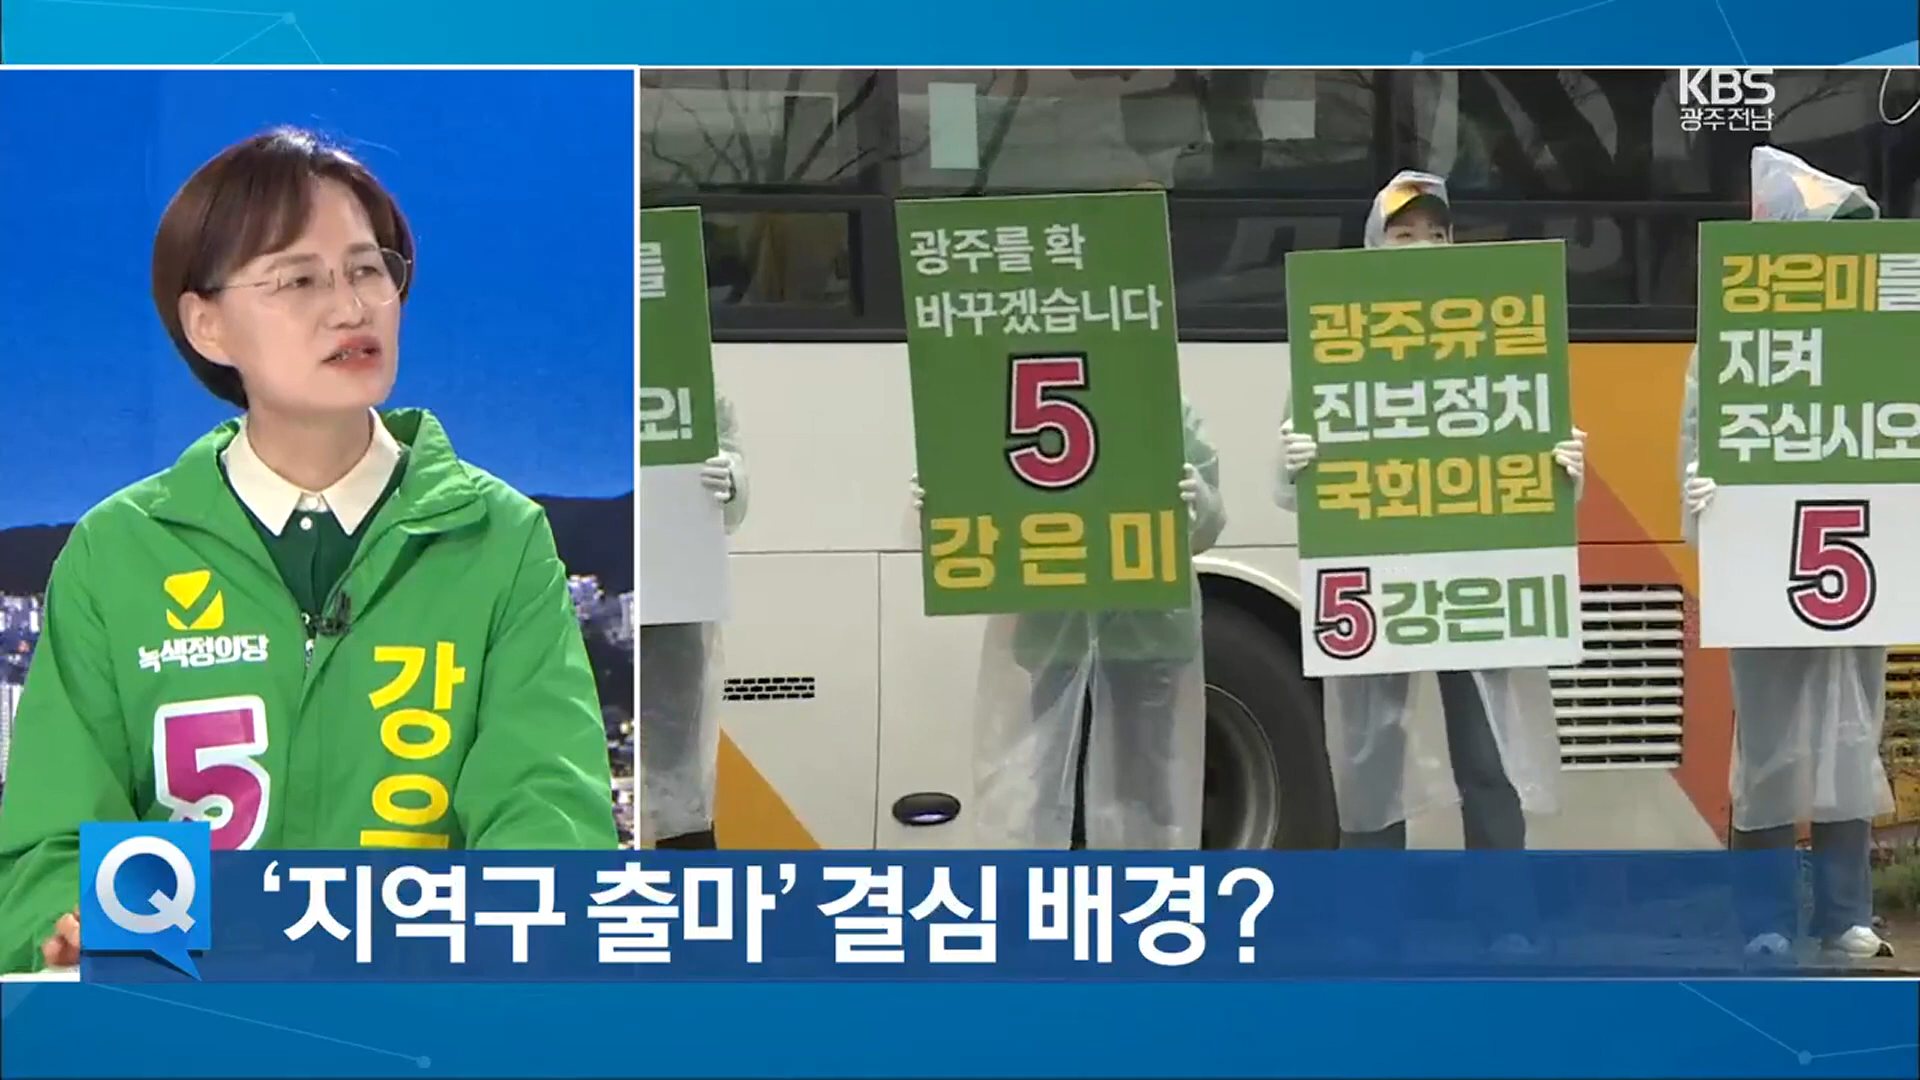 KBS
광주전남
를
오!
광주를 확
바꾸겠습니다
5
강은미
광주유일
진보정치
국회의원
5 강은미
강은미를
지켜
주십시오
5
녹색정의당
5
강은
Q
‘지역구 출마’ 결심 배경?